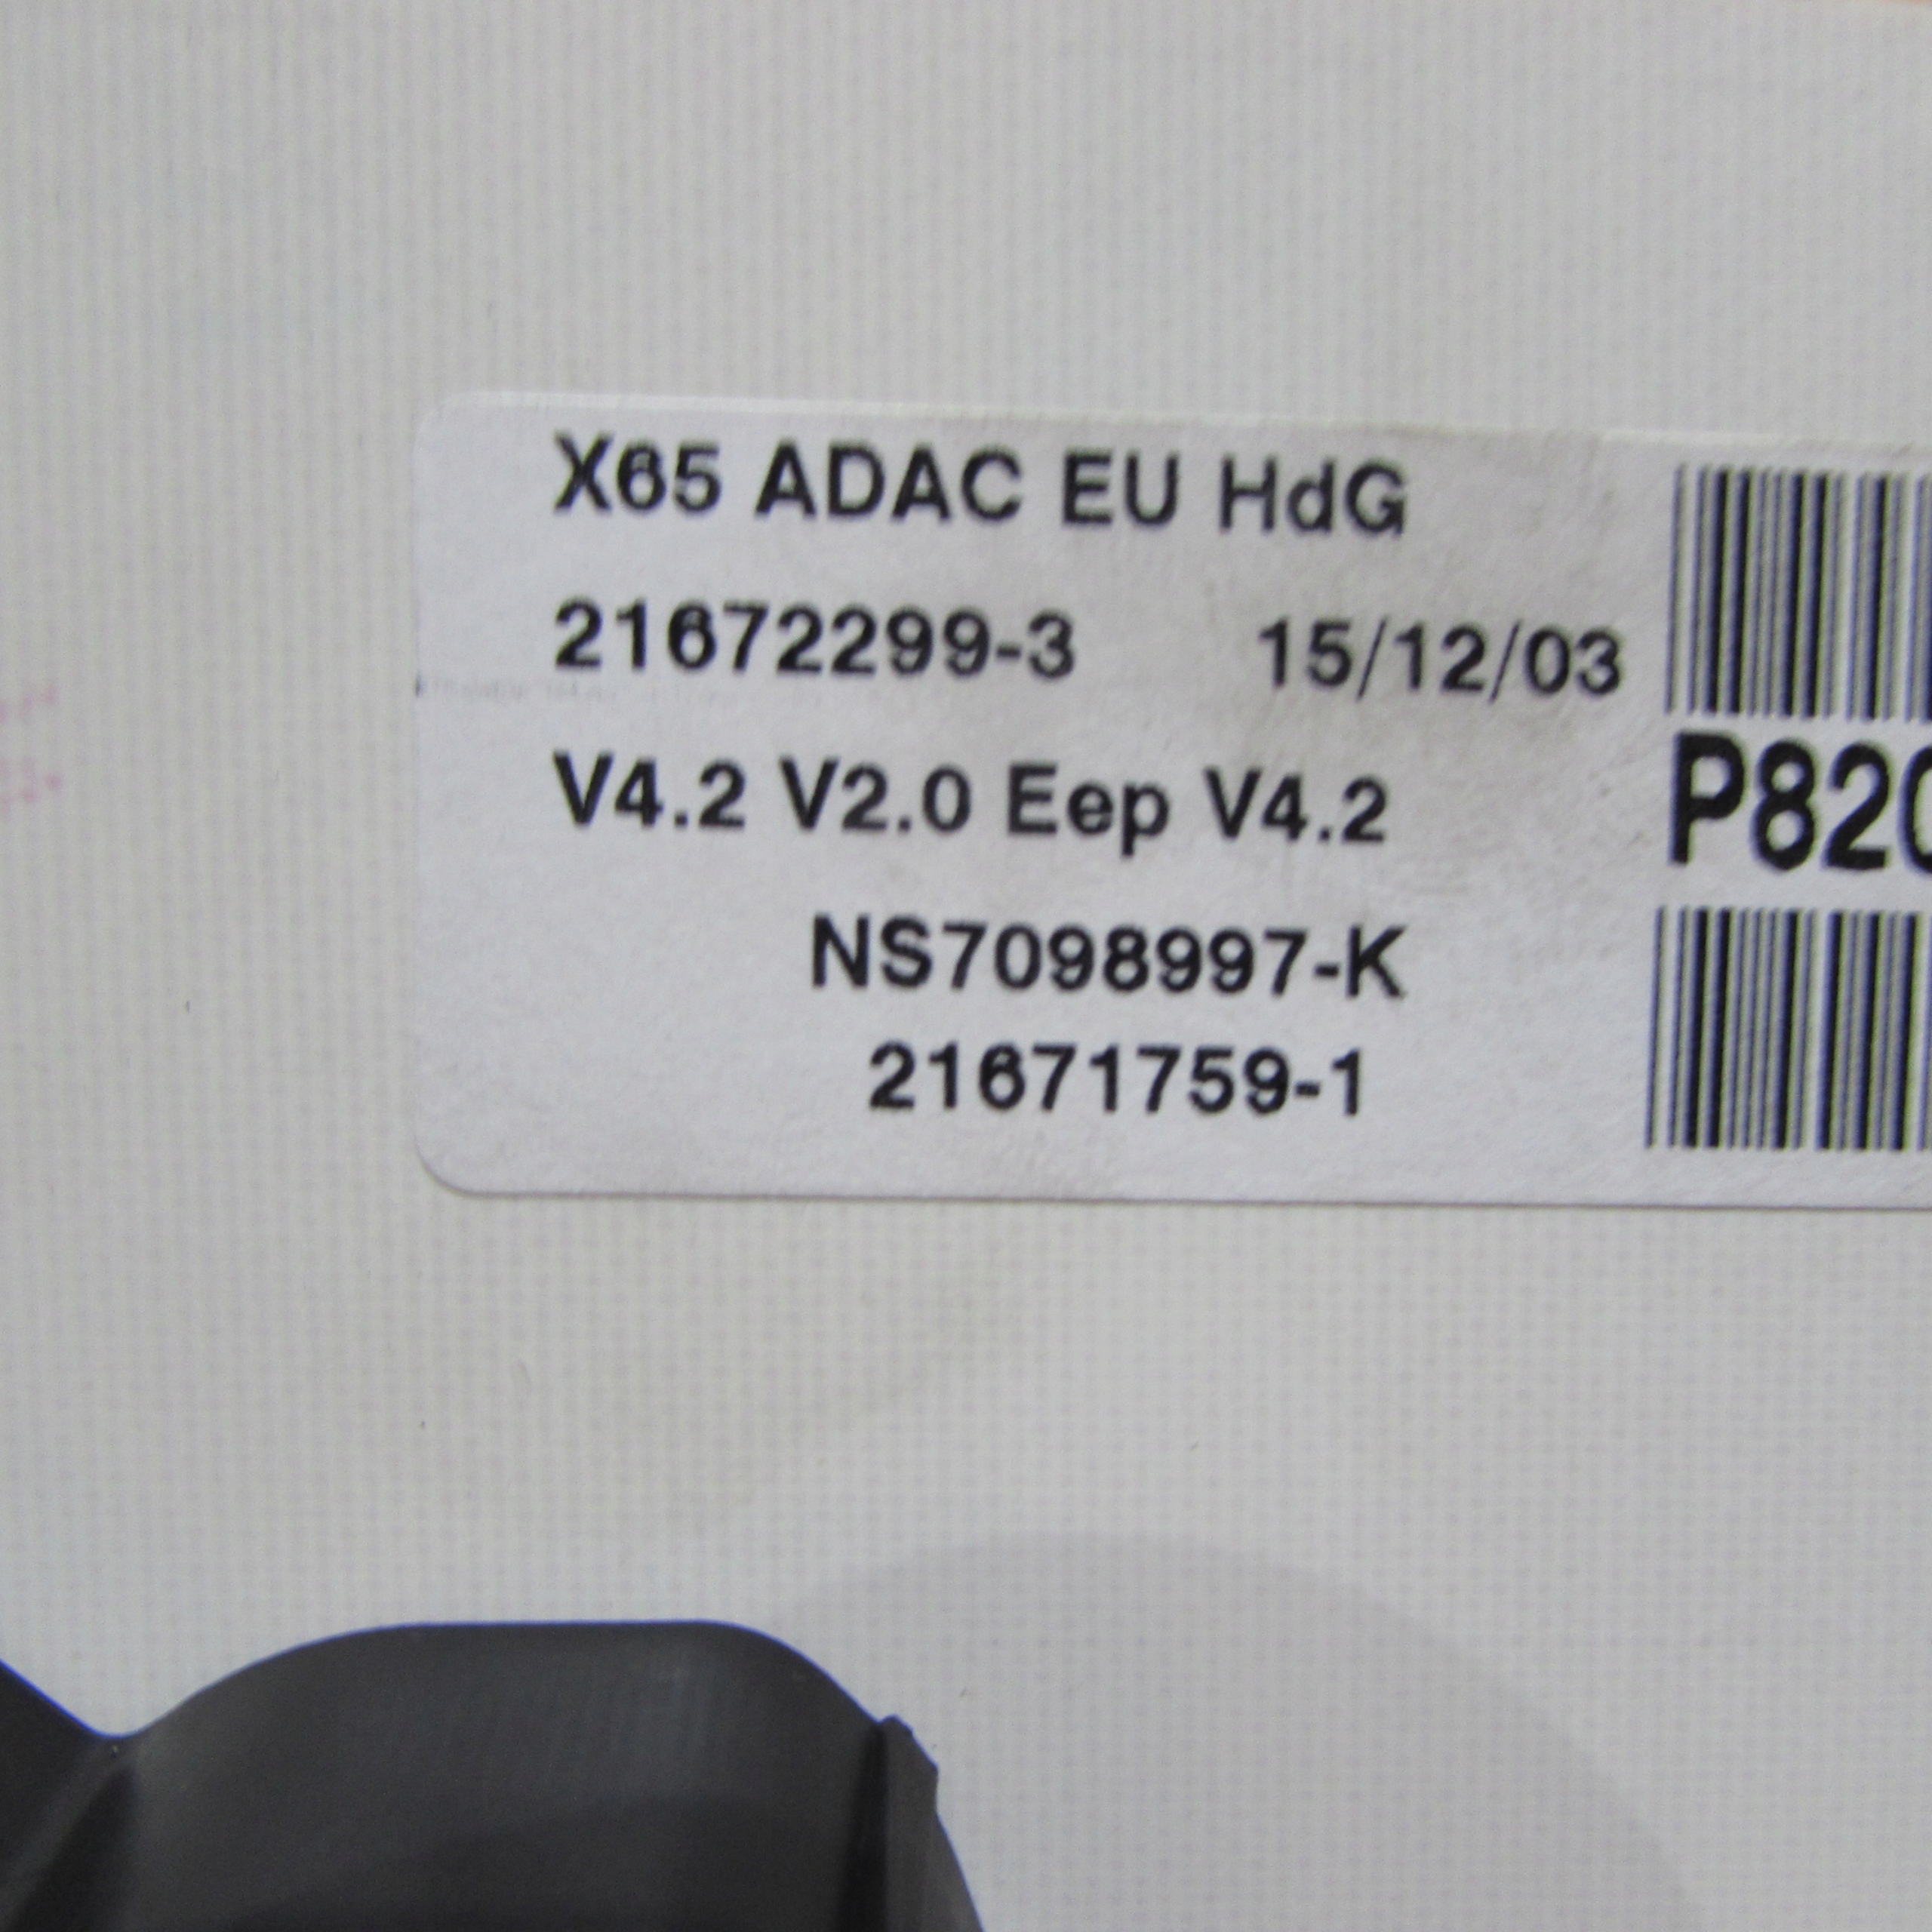 X65 ADAC EU HdG
21672299-3 15/12/03
V4.2 V2.0 Eep V4.2
NS7098997-K
21671759-1
P820